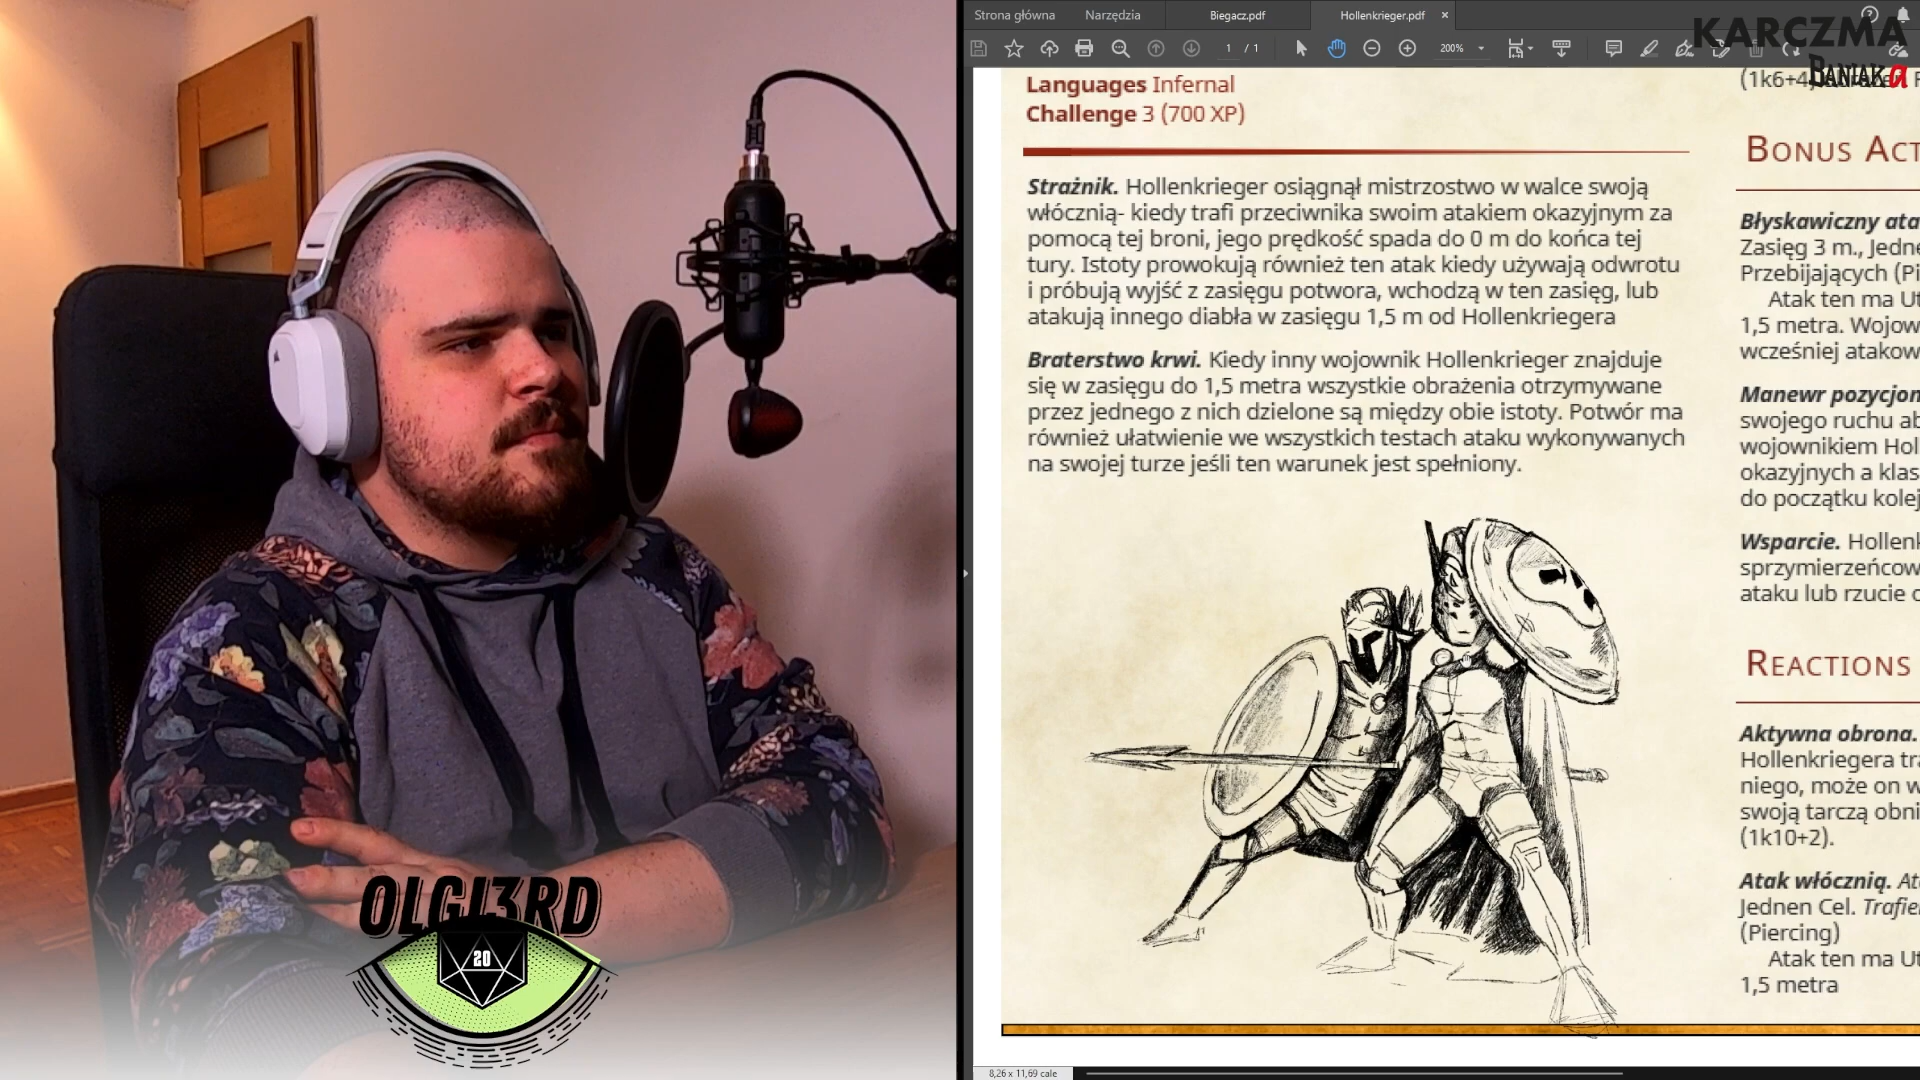 Strona główna
Narzędzia
Biegacz.pdf
Hollenkrieger.pdf
1 / 1
200%
KARCZMA
BANIAKa
Languages Infernal
Challenge 3 (700 XP)
Strażnik. Hollenkrieger osiągnął mistrzostwo w walce swoją
włócznią- kiedy trafi przeciwnika swoim atakiem okazyjnym za
pomocą tej broni, jego prędkość spada do 0 m do końca tej
tury. Istoty prowokują również ten atak kiedy używają odwrotu
i próbują wyjść z zasięgu potwora, wchodzą w ten zasięg, lub
atakują innego diabła w zasięgu 1,5 m od Hollenkriegera
Braterstwo krwi. Kiedy inny wojownik Hollenkrieger znajduje
się w zasięgu do 1,5 metra wszystkie obrażenia otrzymywane
przez jednego z nich dzielone są między obie istoty. Potwór ma
również ułatwienie we wszystkich testach ataku wykonywanych
na swojej turze jeśli ten warunek jest spełniony.
(1k6+4)
BONUS ACT
Błyskawiczny ata
Zasięg 3 m., Jedne
Przebijających (Pi
Atak ten ma Ut
1,5 metra. Wojow
wcześniej atakow
Manewr pozycjon
swojego ruchu ab
wojownikiem Hol
okazyjnych a klas
do początku kolej
Wsparcie. Hollenk
sprzymierzeńcow
ataku lub rzucie o
REACTIONS
Aktywna obrona.
Hollenkriegera tra
niego, może on w
swoją tarczą obni
(1k10+2).
Atak włócznią. Ata
Jednen Cel. Trafie
(Piercing)
Atak ten ma Ut
1,5 metra
8,26 x 11,69 cale
OLGI3RD
20